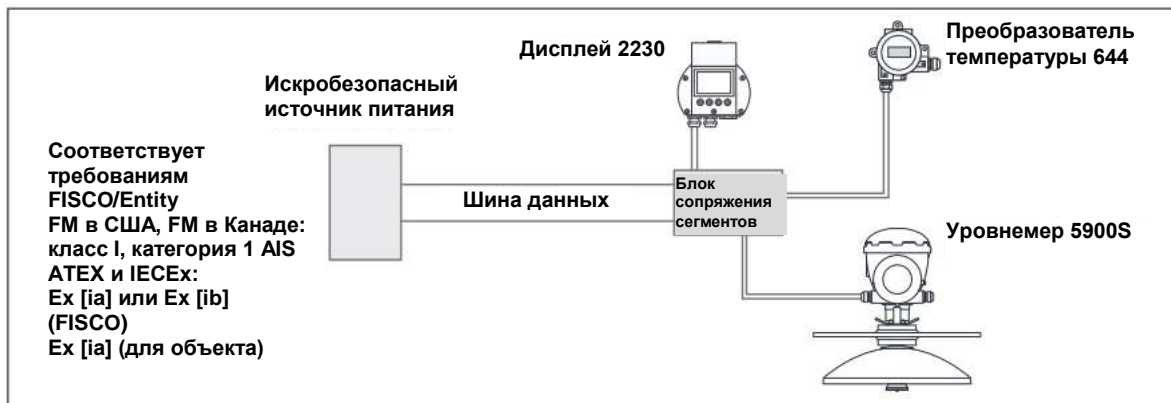 Дисплей 2230
Преобразователь
температуры 644
Искробезопасный
источник питания
Соответствует
требованиям
FISCO/Entity
FM в США, FM в Канаде:
класс I, категория 1 AIS
ATEX и IECEx:
Ex [ia] или Ex [ib]
(FISCO)
Ex [ia] (для объекта)
Шина данных
Блок
сопряжения
сегментов
Уровнемер 5900S